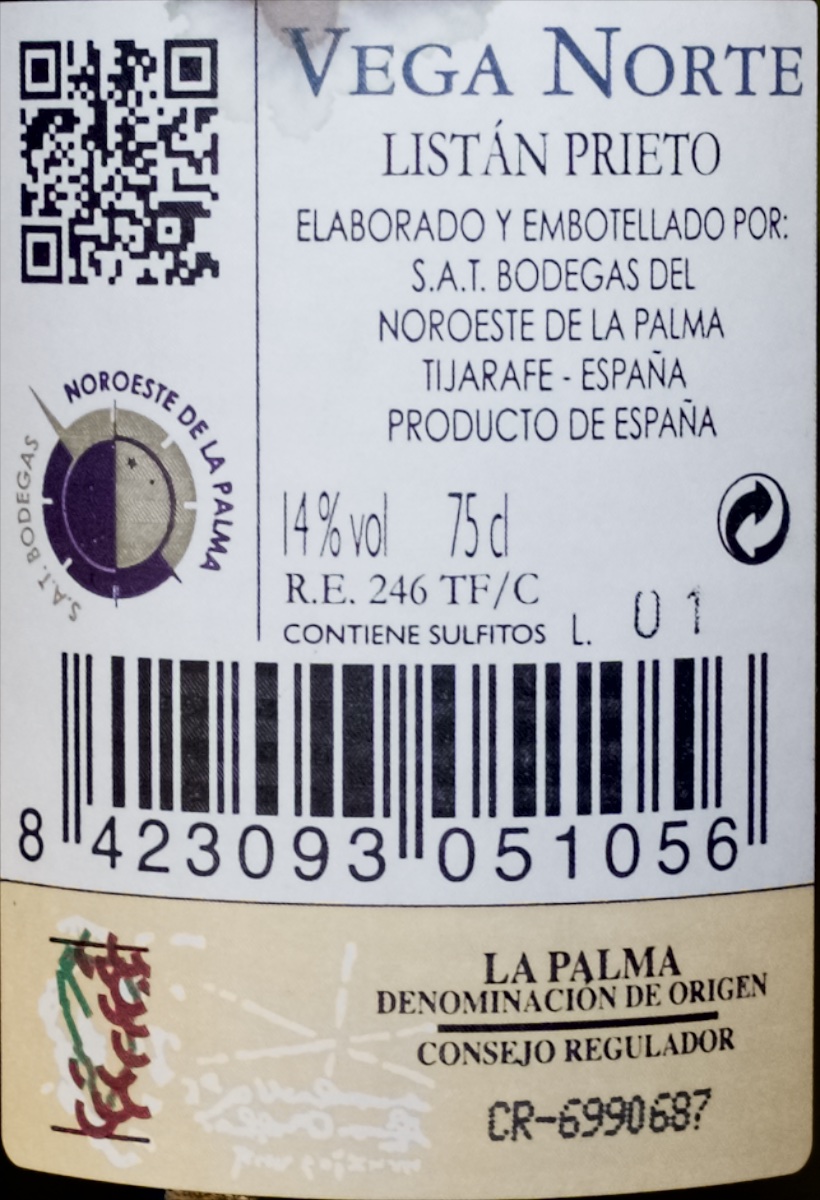 VEGA NORTE
LISTÁN PRIETO
ELABORADO Y EMBOTELLADO POR:
S.A.T. BODEGAS DEL
NOROESTE DE LA PALMA
TIJARAFE - ESPAÑA
PRODUCTO DE ESPAÑA
S.A.T. BODEGAS NOROESTE DE LA PALMA
14%vol 75cl
R.E. 246 TF/C
CONTIENE SULFITOS L. 01
8 423093 051056
LA PALMA
DENOMINACIÓN DE ORIGEN
CONSEJO REGULADOR
CR-6990687